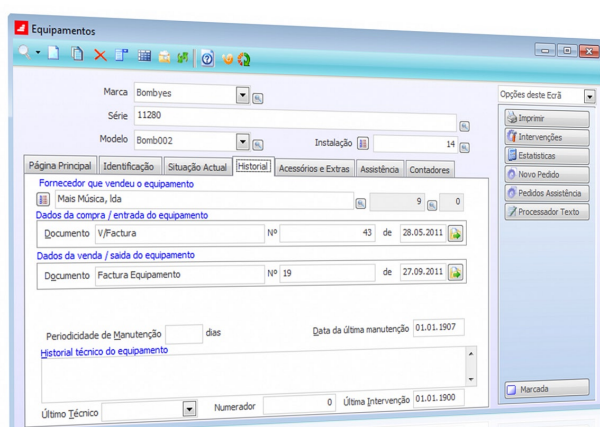 Equipamentos
Marca Bombyes
Série 11280
Modelo Bomb002 Instalação 14
Página Principal Identificação Situação Actual Historial Acessórios e Extras Assistência Contadores
Fornecedor que vendeu o equipamento
Mais Música, lda 9 0
Dados da compra / entrada do equipamento
Documento V/Factura Nº 43 de 28.05.2011
Dados da venda / saida do equipamento
Documento Factura Equipamento Nº 19 de 27.09.2011
Periodicidade de Manutenção dias Data da última manutenção 01.01.1907
Historial técnico do equipamento
Último Técnico Numerador 0 Última Intervenção 01.01.1900
Opções deste Ecrã
Imprimir
Intervenções
Estatisticas
Novo Pedido
Pedidos Assistência
Processador Texto
Marcada